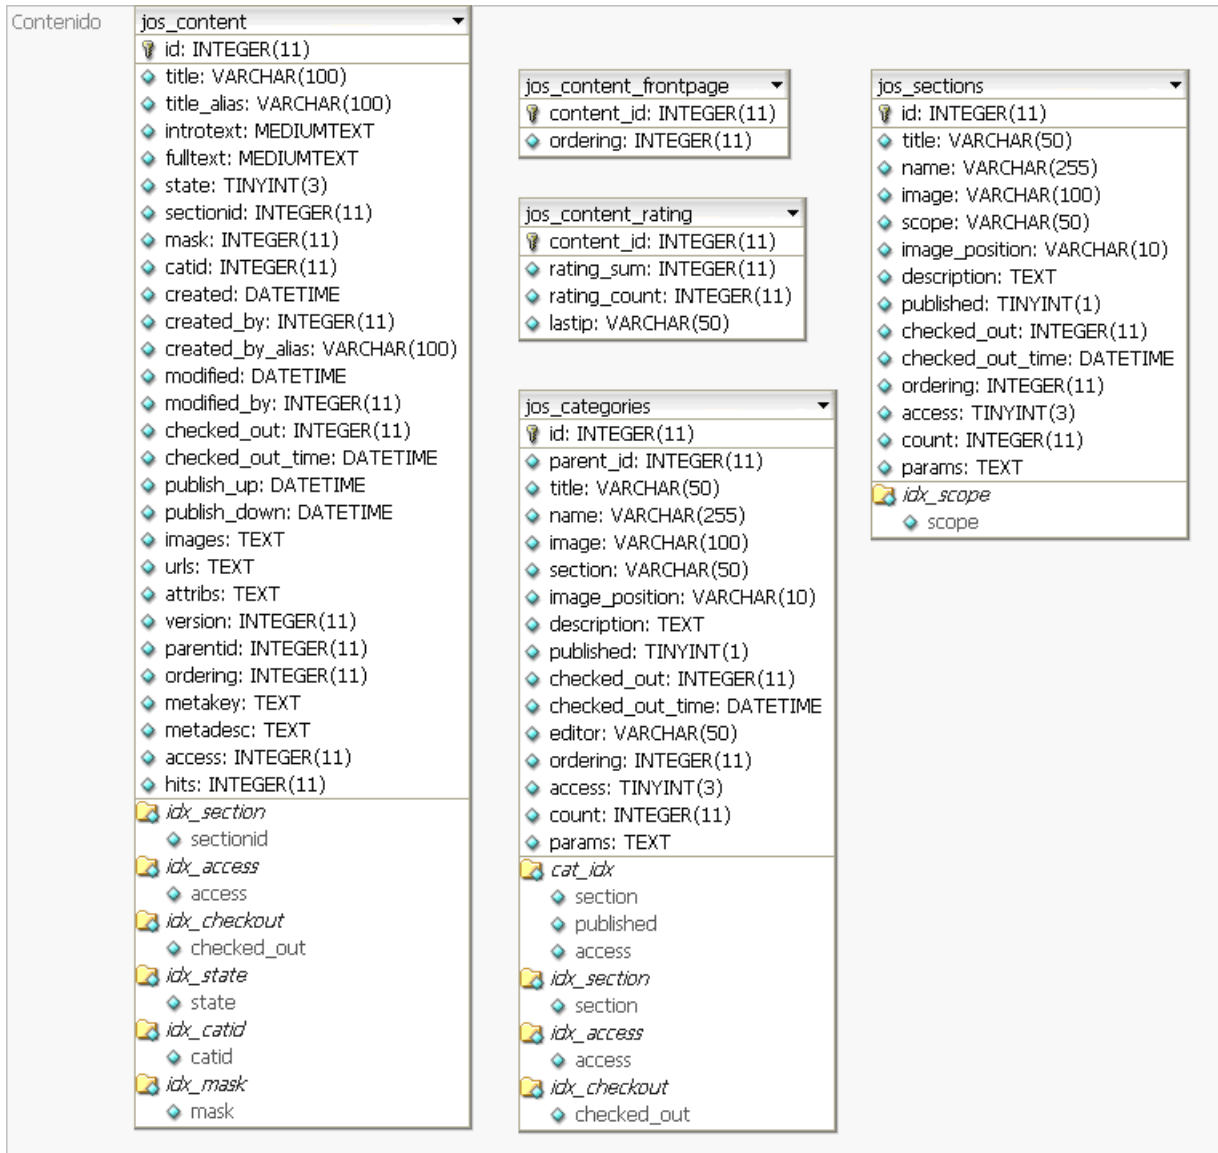 Contenido
jos_content
id: INTEGER(11)
title: VARCHAR(100)
title_alias: VARCHAR(100)
introtext: MEDIUMTEXT
fulltext: MEDIUMTEXT
state: TINYINT(3)
sectionid: INTEGER(11)
mask: INTEGER(11)
catid: INTEGER(11)
created: DATETIME
created_by: INTEGER(11)
created_by_alias: VARCHAR(100)
modified: DATETIME
modified_by: INTEGER(11)
checked_out: INTEGER(11)
checked_out_time: DATETIME
publish_up: DATETIME
publish_down: DATETIME
images: TEXT
urls: TEXT
attribs: TEXT
version: INTEGER(11)
parentid: INTEGER(11)
ordering: INTEGER(11)
metakey: TEXT
metadesc: TEXT
access: INTEGER(11)
hits: INTEGER(11)
idx_section
sectionid
idx_access
access
idx_checkout
checked_out
idx_state
state
idx_catid
catid
idx_mask
mask
jos_content_frontpage
content_id: INTEGER(11)
ordering: INTEGER(11)
jos_content_rating
content_id: INTEGER(11)
rating_sum: INTEGER(11)
rating_count: INTEGER(11)
lastip: VARCHAR(50)
jos_categories
id: INTEGER(11)
parent_id: INTEGER(11)
title: VARCHAR(50)
name: VARCHAR(255)
image: VARCHAR(100)
section: VARCHAR(50)
image_position: VARCHAR(10)
description: TEXT
published: TINYINT(1)
checked_out: INTEGER(11)
checked_out_time: DATETIME
editor: VARCHAR(50)
ordering: INTEGER(11)
access: TINYINT(3)
count: INTEGER(11)
params: TEXT
cat_idx
section
published
access
idx_section
section
idx_access
access
idx_checkout
checked_out
jos_sections
id: INTEGER(11)
title: VARCHAR(50)
name: VARCHAR(255)
image: VARCHAR(100)
scope: VARCHAR(50)
image_position: VARCHAR(10)
description: TEXT
published: TINYINT(1)
checked_out: INTEGER(11)
checked_out_time: DATETIME
ordering: INTEGER(11)
access: TINYINT(3)
count: INTEGER(11)
params: TEXT
idx_scope
scope